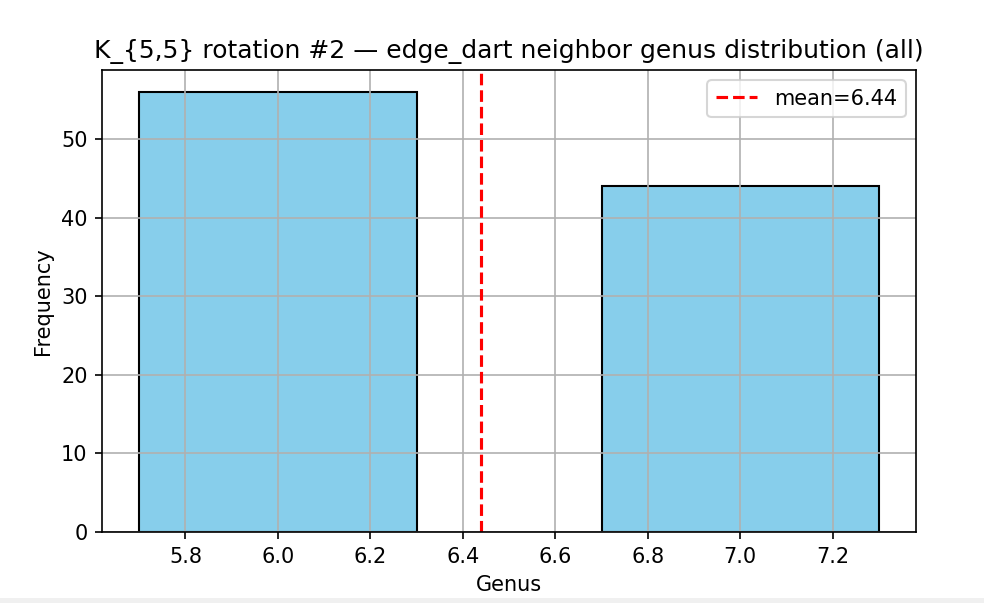 K_{5,5} rotation #2 — edge_dart neighbor genus distribution (all)
mean=6.44
50
40
30
20
10
0
Frequency
5.8 6.0 6.2 6.4 6.6 6.8 7.0 7.2
Genus